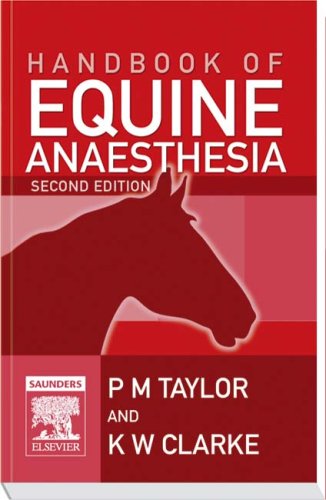 HANDBOOK OF
EQUINE
ANAESTHESIA
SECOND EDITION
SAUNDERS
ELSEVIER
P M TAYLOR
AND
K W CLARKE